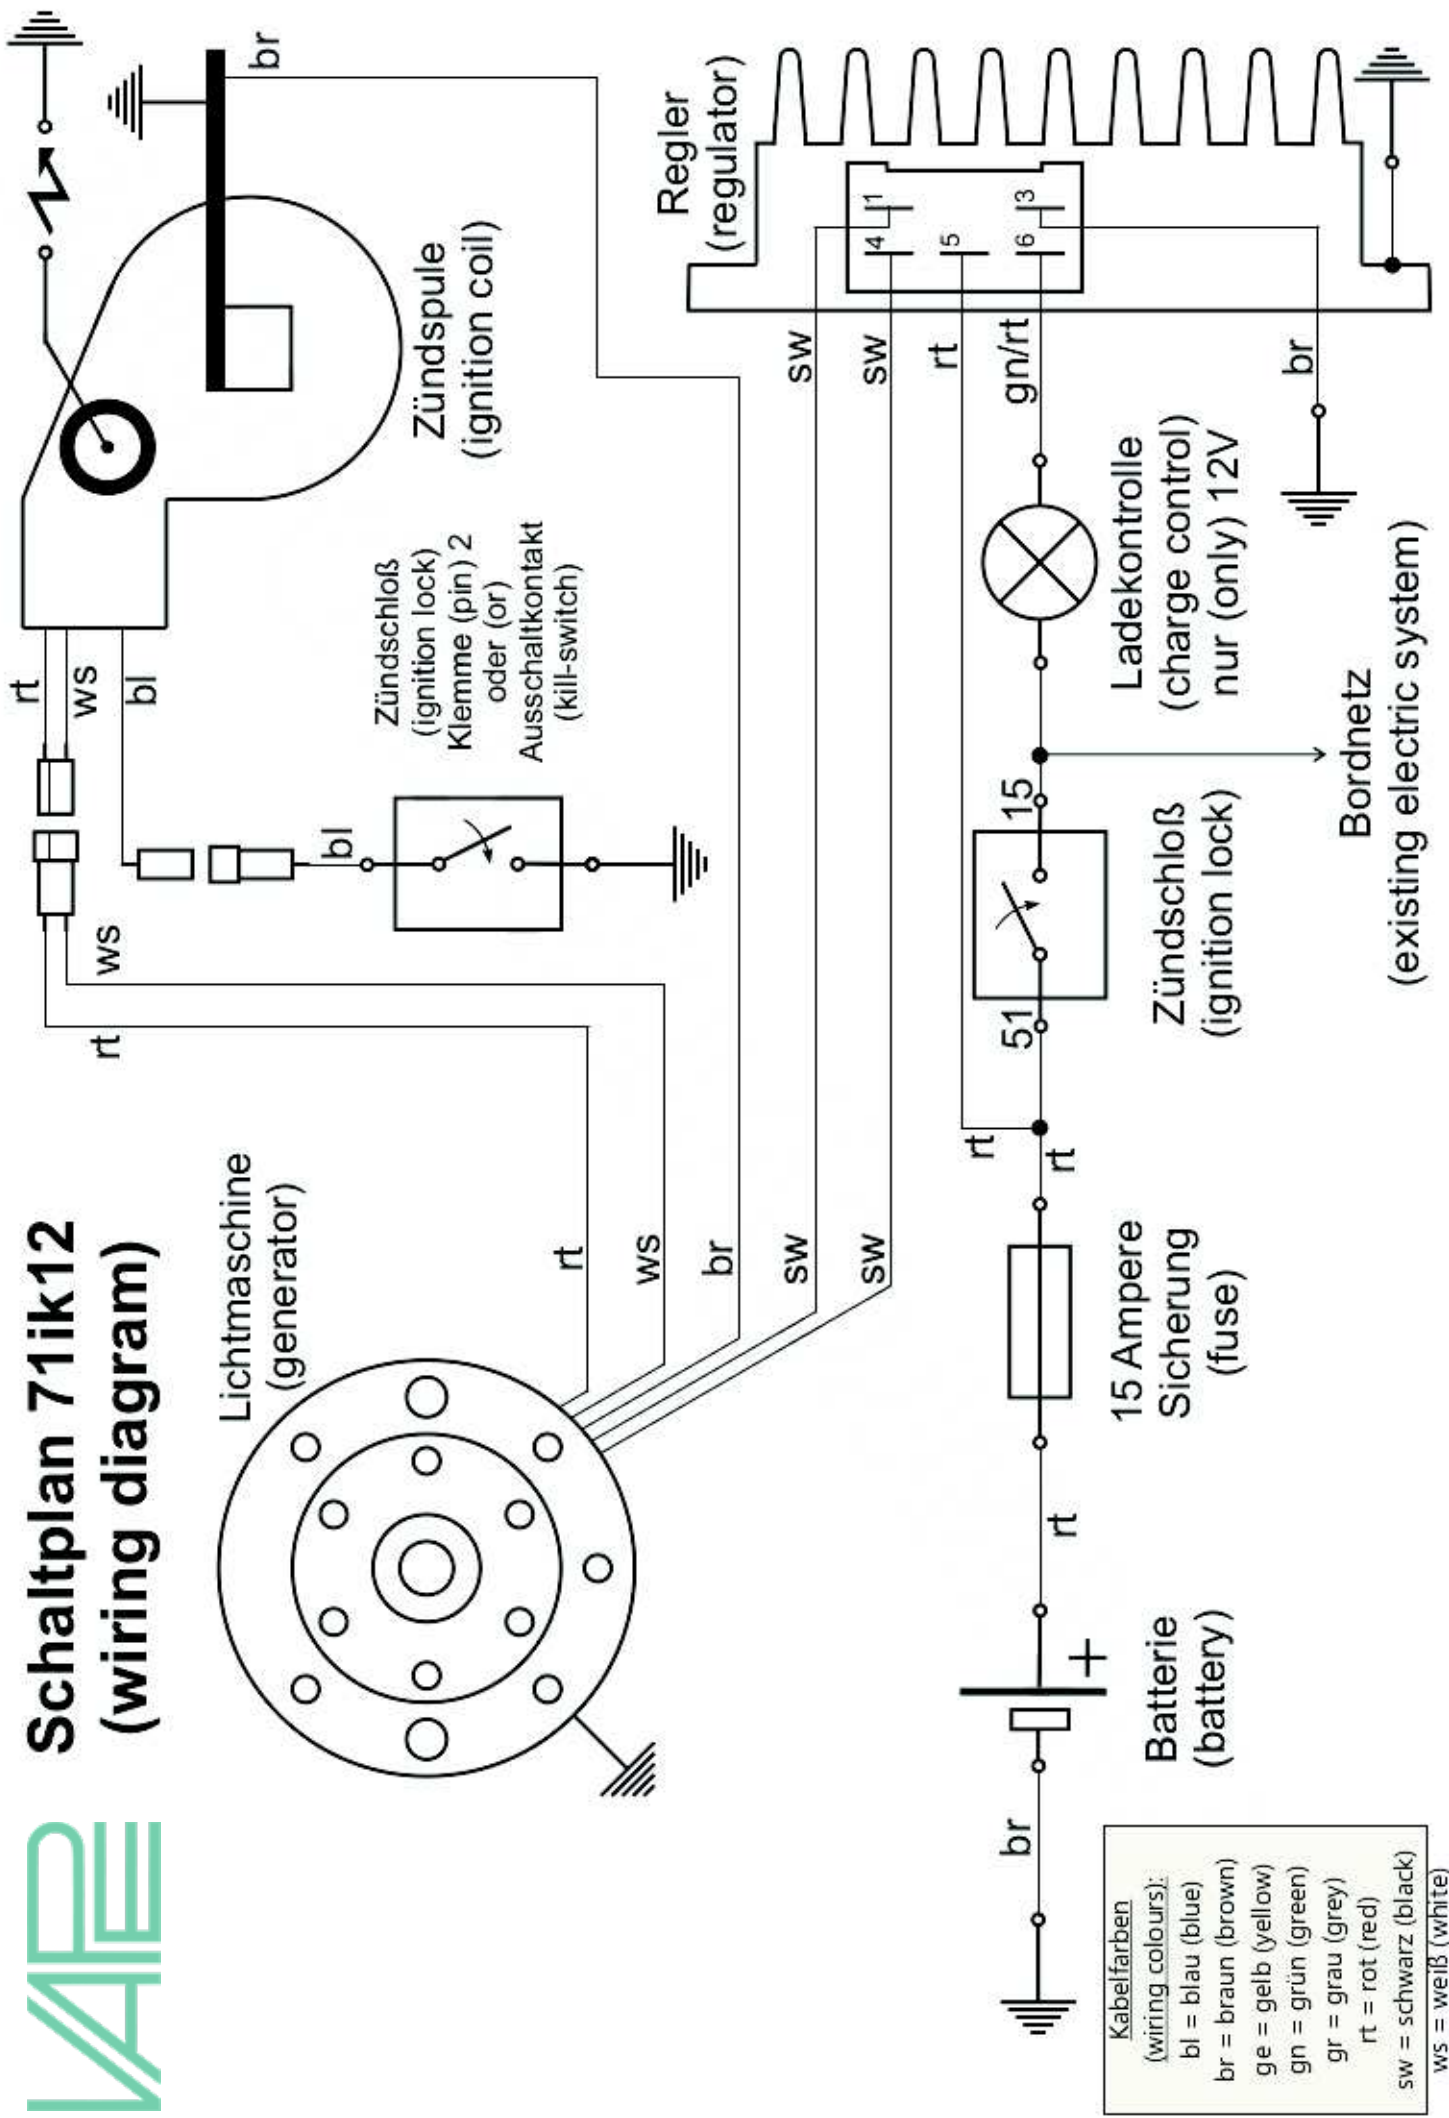 VAPE
Schaltplan 71ik12
(wiring diagram)
Lichtmaschine
(generator)
rt
ws
br
sw
sw
rt
ws
rt
ws
bl
bl
Zündschloß
(ignition lock)
Klemme (pin) 2
oder (or)
Ausschaltkontakt
(kill-switch)
Zündspule
(ignition coil)
br
Regler
(regulator)
1
4
5
3
6
sw
sw
rt
gn/rt
br
Ladekontrolle
(charge control)
nur (only) 12V
Bordnetz
(existing electric system)
15
51
Zündschloß
(ignition lock)
rt
rt
15 Ampere
Sicherung
(fuse)
rt
+
Batterie
(battery)
br
Kabelfarben
(wiring colours):
bl = blau (blue)
br = braun (brown)
ge = gelb (yellow)
gn = grün (green)
gr = grau (grey)
rt = rot (red)
sw = schwarz (black)
ws = weiß (white)